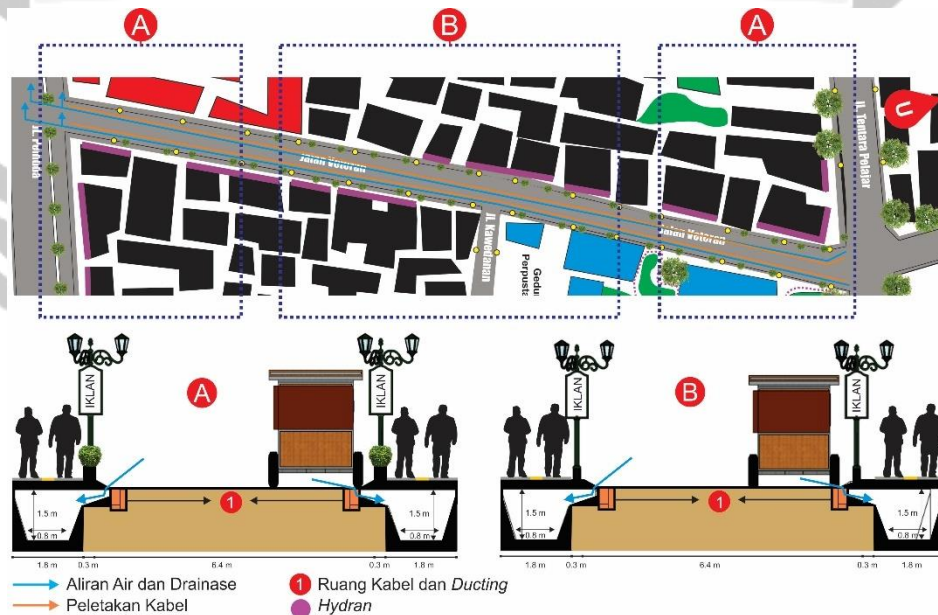 A
B
A
Jl. Tentara Pelajar
U
Jalan Veteran
Jalan Veteran
Jl. Kawedanan
Gedu
Perpusta
IKLAN
A
IKLAN
IKLAN
B
IKLAN
1
1
1.5 m
0.8 m
1.5 m
0.8 m
1.5 m
0.8 m
1.5 m
0.8 m
1.8 m 0.3 m 6.4 m 0.3 m 1.8 m
1.8 m 0.3 m 6.4 m 0.3 m 1.8 m
Aliran Air dan Drainase
Peletakan Kabel
1 Ruang Kabel dan Ducting
Hydran